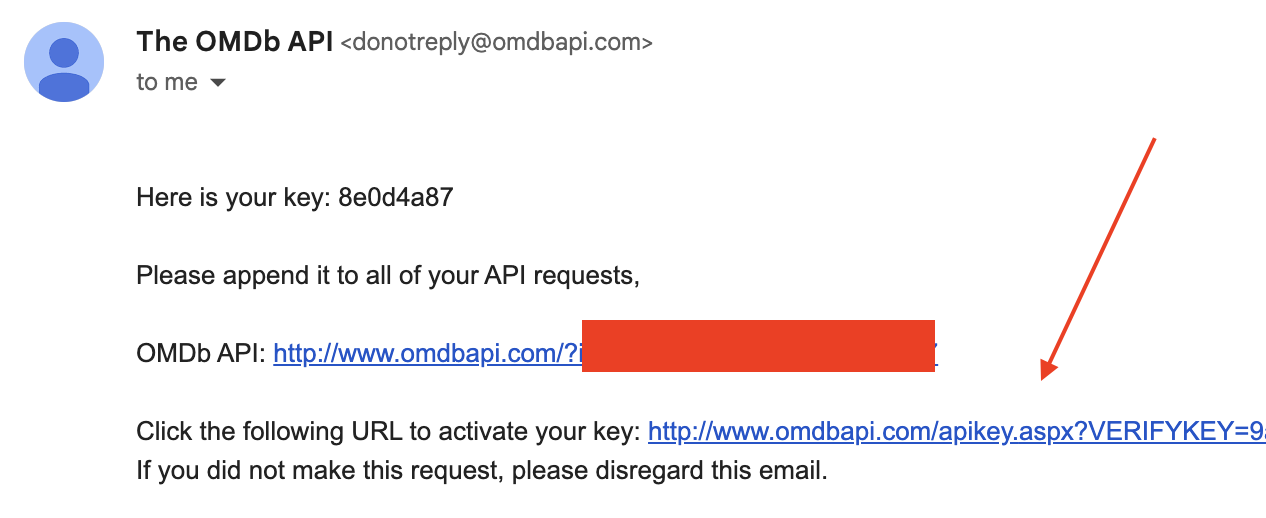 The OMDb API <donotreply@omdbapi.com>
to me
Here is your key: 8e0d4a87
Please append it to all of your API requests,
OMDb API: http://www.omdbapi.com/?i
Click the following URL to activate your key: http://www.omdbapi.com/apikey.aspx?VERIFYKEY=9
If you did not make this request, please disregard this email.